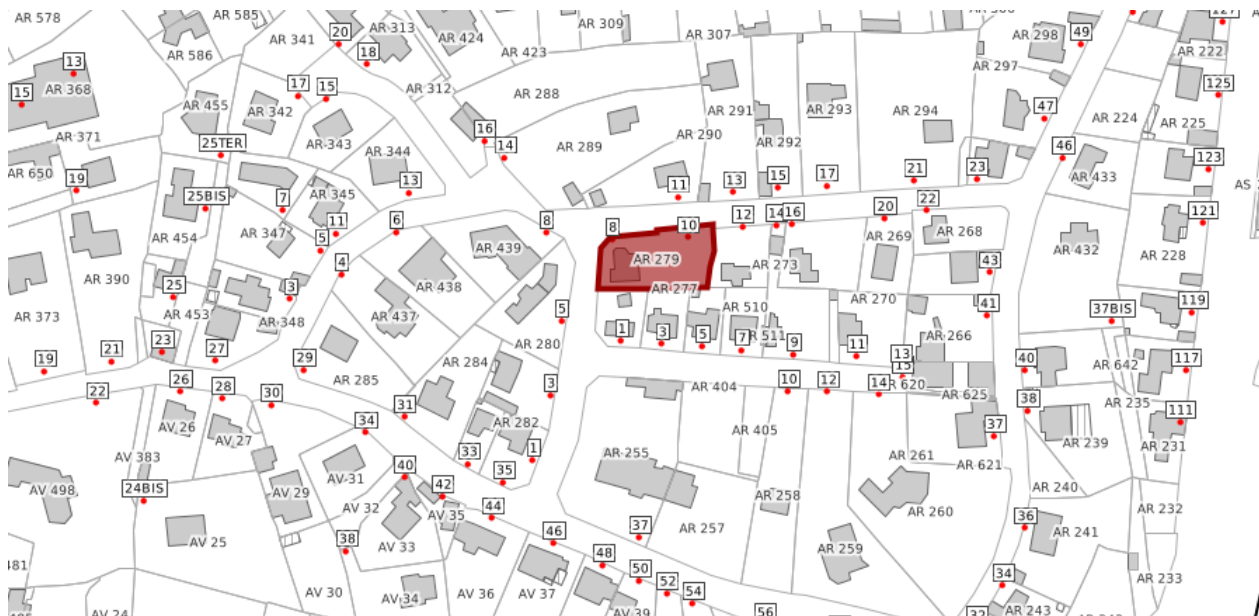 AR 578
AR 585
AR 586
AR 341
20
AR 313
18
AR 424
AR 423
AR 309
AR 307
AR 298
49
AR 222
127
13
15
AR 368
17
15
AR 455
AR 342
AR 312
AR 288
AR 291
AR 293
AR 294
AR 297
47
AR 224
125
AR 225
AR 371
25TER
AR 343
16
14
AR 289
AR 290
AR 292
46
AR 650
AR 344
123
19
25BIS
7
AR 345
13
11
13
15
17
21
23
AR 433
AS
11
6
8
8
10
12
14
16
20
22
121
AR 454
AR 347
5
AR 439
AR 269
AR 268
AR 432
AR 390
4
AR 438
AR 279
AR 273
43
AR 228
25
3
AR 277
AR 373
AR 453
AR 348
AR 437
5
AR 510
AR 270
41
37BIS
119
23
27
1
3
5
7
AR 511
9
11
AR 266
19
21
29
AR 284
AR 280
13
15
40
AR 642
117
22
26
28
30
AR 285
3
AR 404
10
12
14
AR 620
AR 625
38
AR 235
31
AV 26
AV 27
34
AR 282
AR 405
37
AR 239
111
AR 231
AV 383
33
1
AR 255
AR 261
AR 621
AV 498
24BIS
AV 29
AV 31
40
35
AR 258
AR 240
AV 32
42
AV 35
44
AR 260
AR 232
AV 25
38
AV 33
46
37
AR 257
36
AR 241
AR 259
481
48
AV 30
AV 34
AV 36
AV 37
50
34
AR 233
52
54
AV 24
AV 39
56
32
AR 243